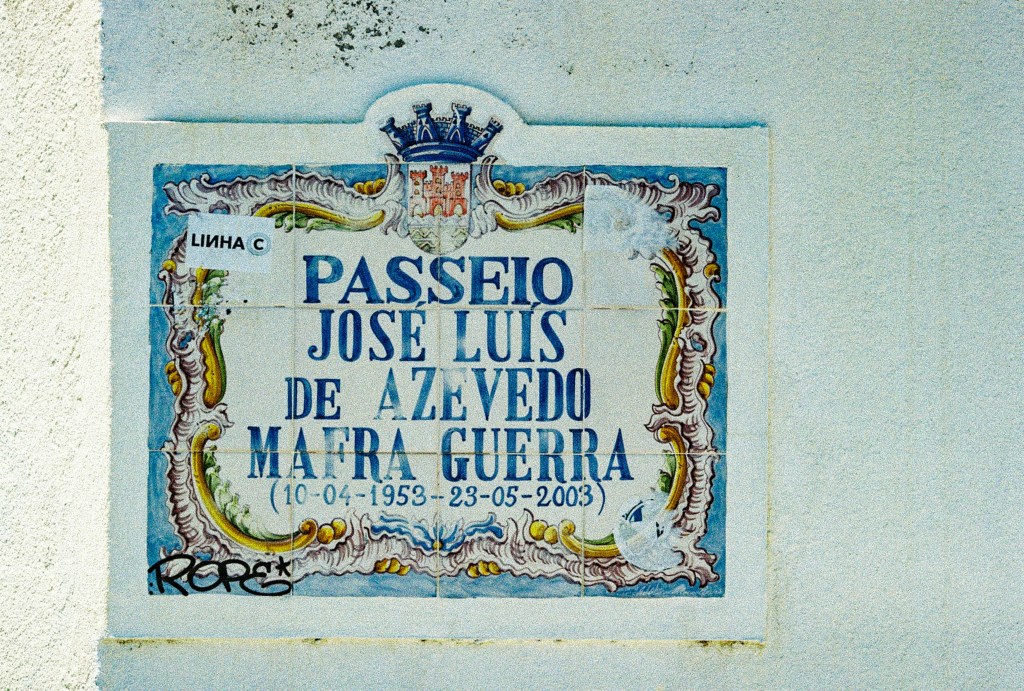 LINHA C
PASSEIO
JOSÉ LUÍS
DE AZEVEDO
MAFRA GUERRA
(10-04-1953-23-05-2003)
ROPE*